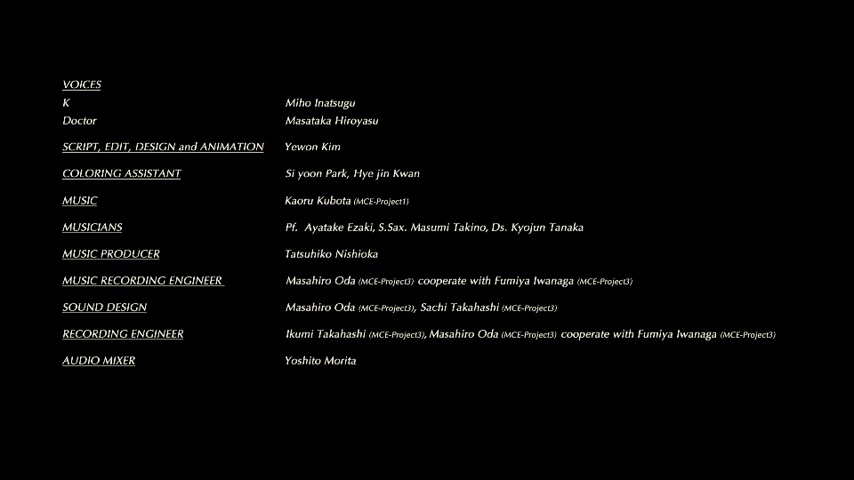 VOICES
K Miho Inatsugu
Doctor Masataka Hiroyasu
SCRIPT, EDIT, DESIGN and ANIMATION Yewon Kim
COLORING ASSISTANT Si yoon Park, Hye jin Kwan
MUSIC Kaoru Kubota (MCE-Project1)
MUSICIANS Pf. Ayatake Ezaki, S.Sax. Masumi Takino, Ds. Kyojun Tanaka
MUSIC PRODUCER Tatsuhiko Nishioka
MUSIC RECORDING ENGINEER Masahiro Oda (MCE-Project3) cooperate with Fumiya Iwanaga (MCE-Project3)
SOUND DESIGN Masahiro Oda (MCE-Project3), Sachi Takahashi (MCE-Project3)
RECORDING ENGINEER Ikumi Takahashi (MCE-Project3), Masahiro Oda (MCE-Project3) cooperate with Fumiya Iwanaga (MCE-Project3)
AUDIO MIXER Yoshito Morita